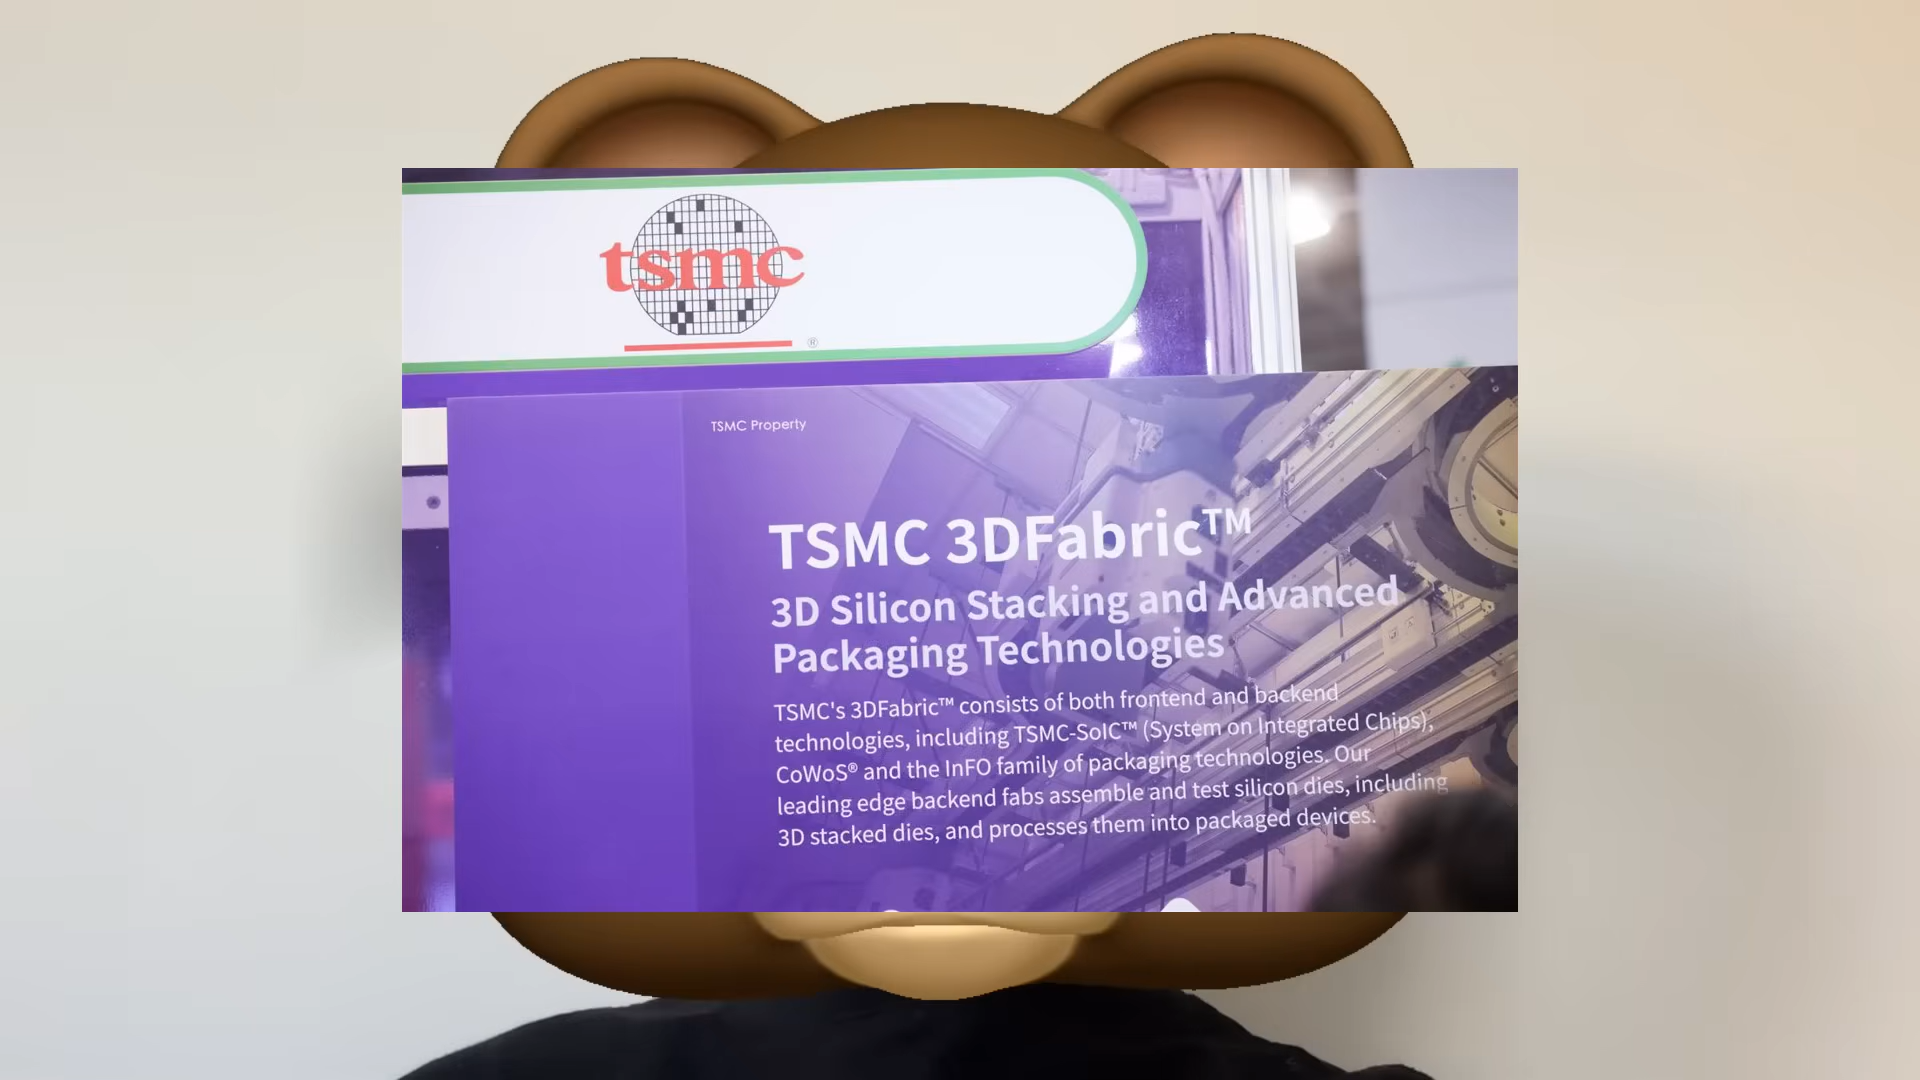 tsmc
®
TSMC Property
TSMC 3DFabric™
3D Silicon Stacking and Advanced
Packaging Technologies
TSMC's 3DFabric™ consists of both frontend and backend
technologies, including TSMC-SoIC™ (System on Integrated Chips),
CoWoS® and the InFO family of packaging technologies. Our
leading edge backend fabs assemble and test silicon dies, including
3D stacked dies, and processes them into packaged devices.